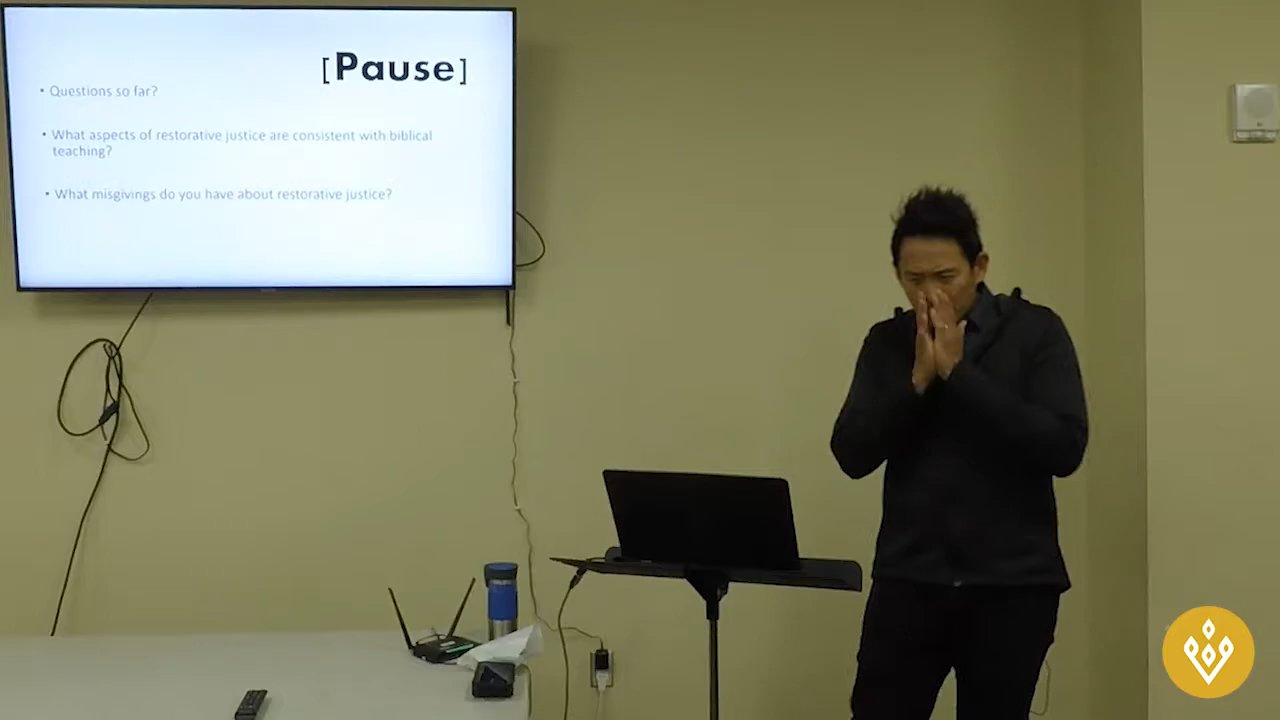 [Pause]
• Questions so far?
• What aspects of restorative justice are consistent with biblical
teaching?
• What misgivings do you have about restorative justice?